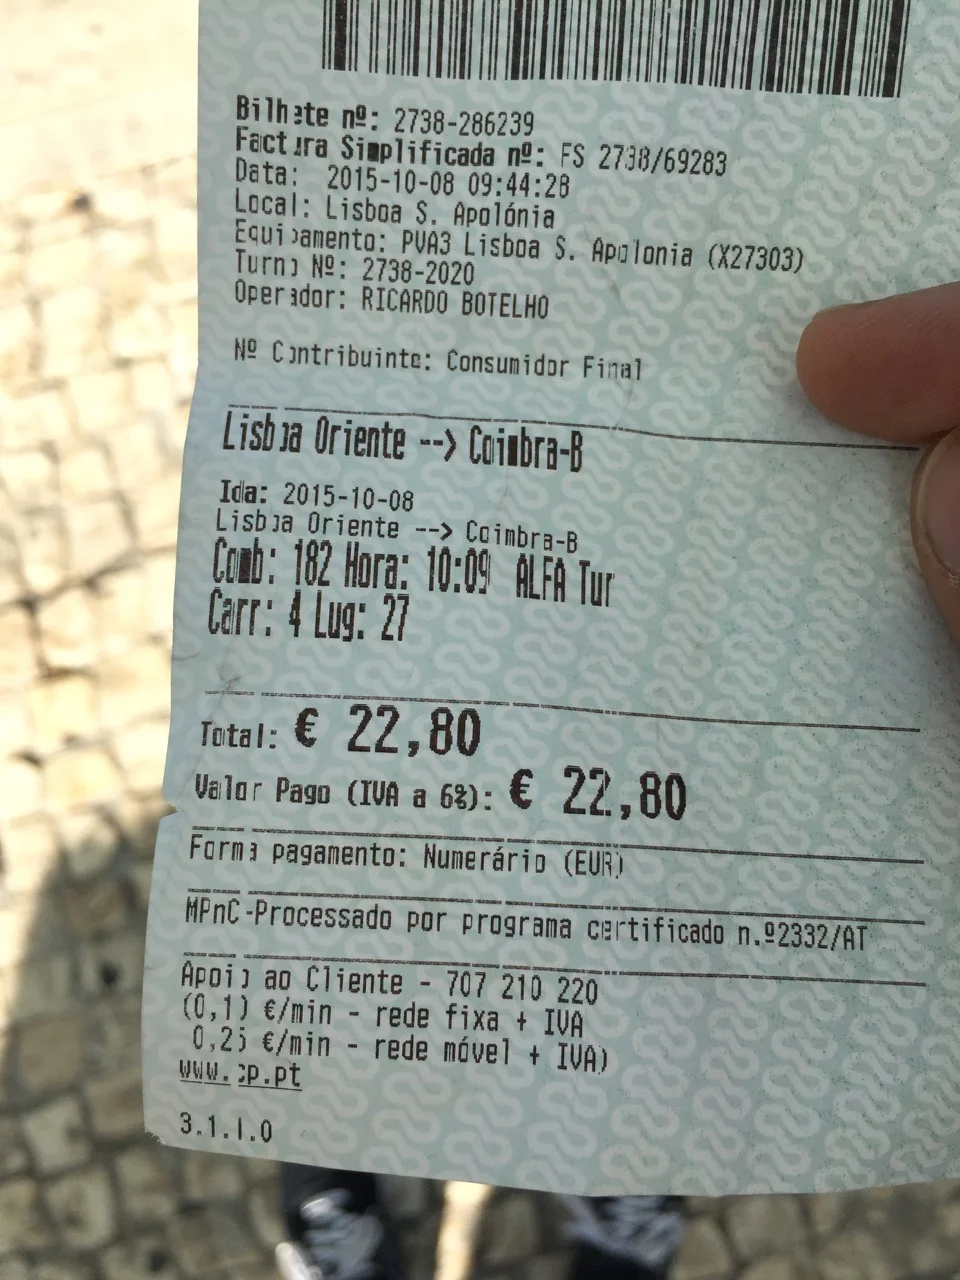 Bilhete nº: 2738-286239
Factura Simplificada nº: FS 2738/69283
Data: 2015-10-08 09:44:28
Local: Lisboa S. Apolónia
Equipamento: PVA3 Lisboa S. Apolonia (X27303)
Turno Nº: 2738-2020
Operador: RICARDO BOTELHO
Nº Contribuinte: Consumidor Final
Lisboa Oriente --> Coimbra-B
Ida: 2015-10-08
Lisboa Oriente --> Coimbra-B
Comb: 182 Hora: 10:09 ALFA Tur
Carr: 4 Lug: 27
Total: € 22,80
Valor Pago (IVA a 6%): € 22,80
Forma pagamento: Numerário (EUR)
MPnC-Processado por programa certificado n.º2332/AT
Apoio ao Cliente - 707 210 220
(0,10 €/min - rede fixa + IVA
0,25 €/min - rede móvel + IVA)
www.cp.pt
3.1.1.0